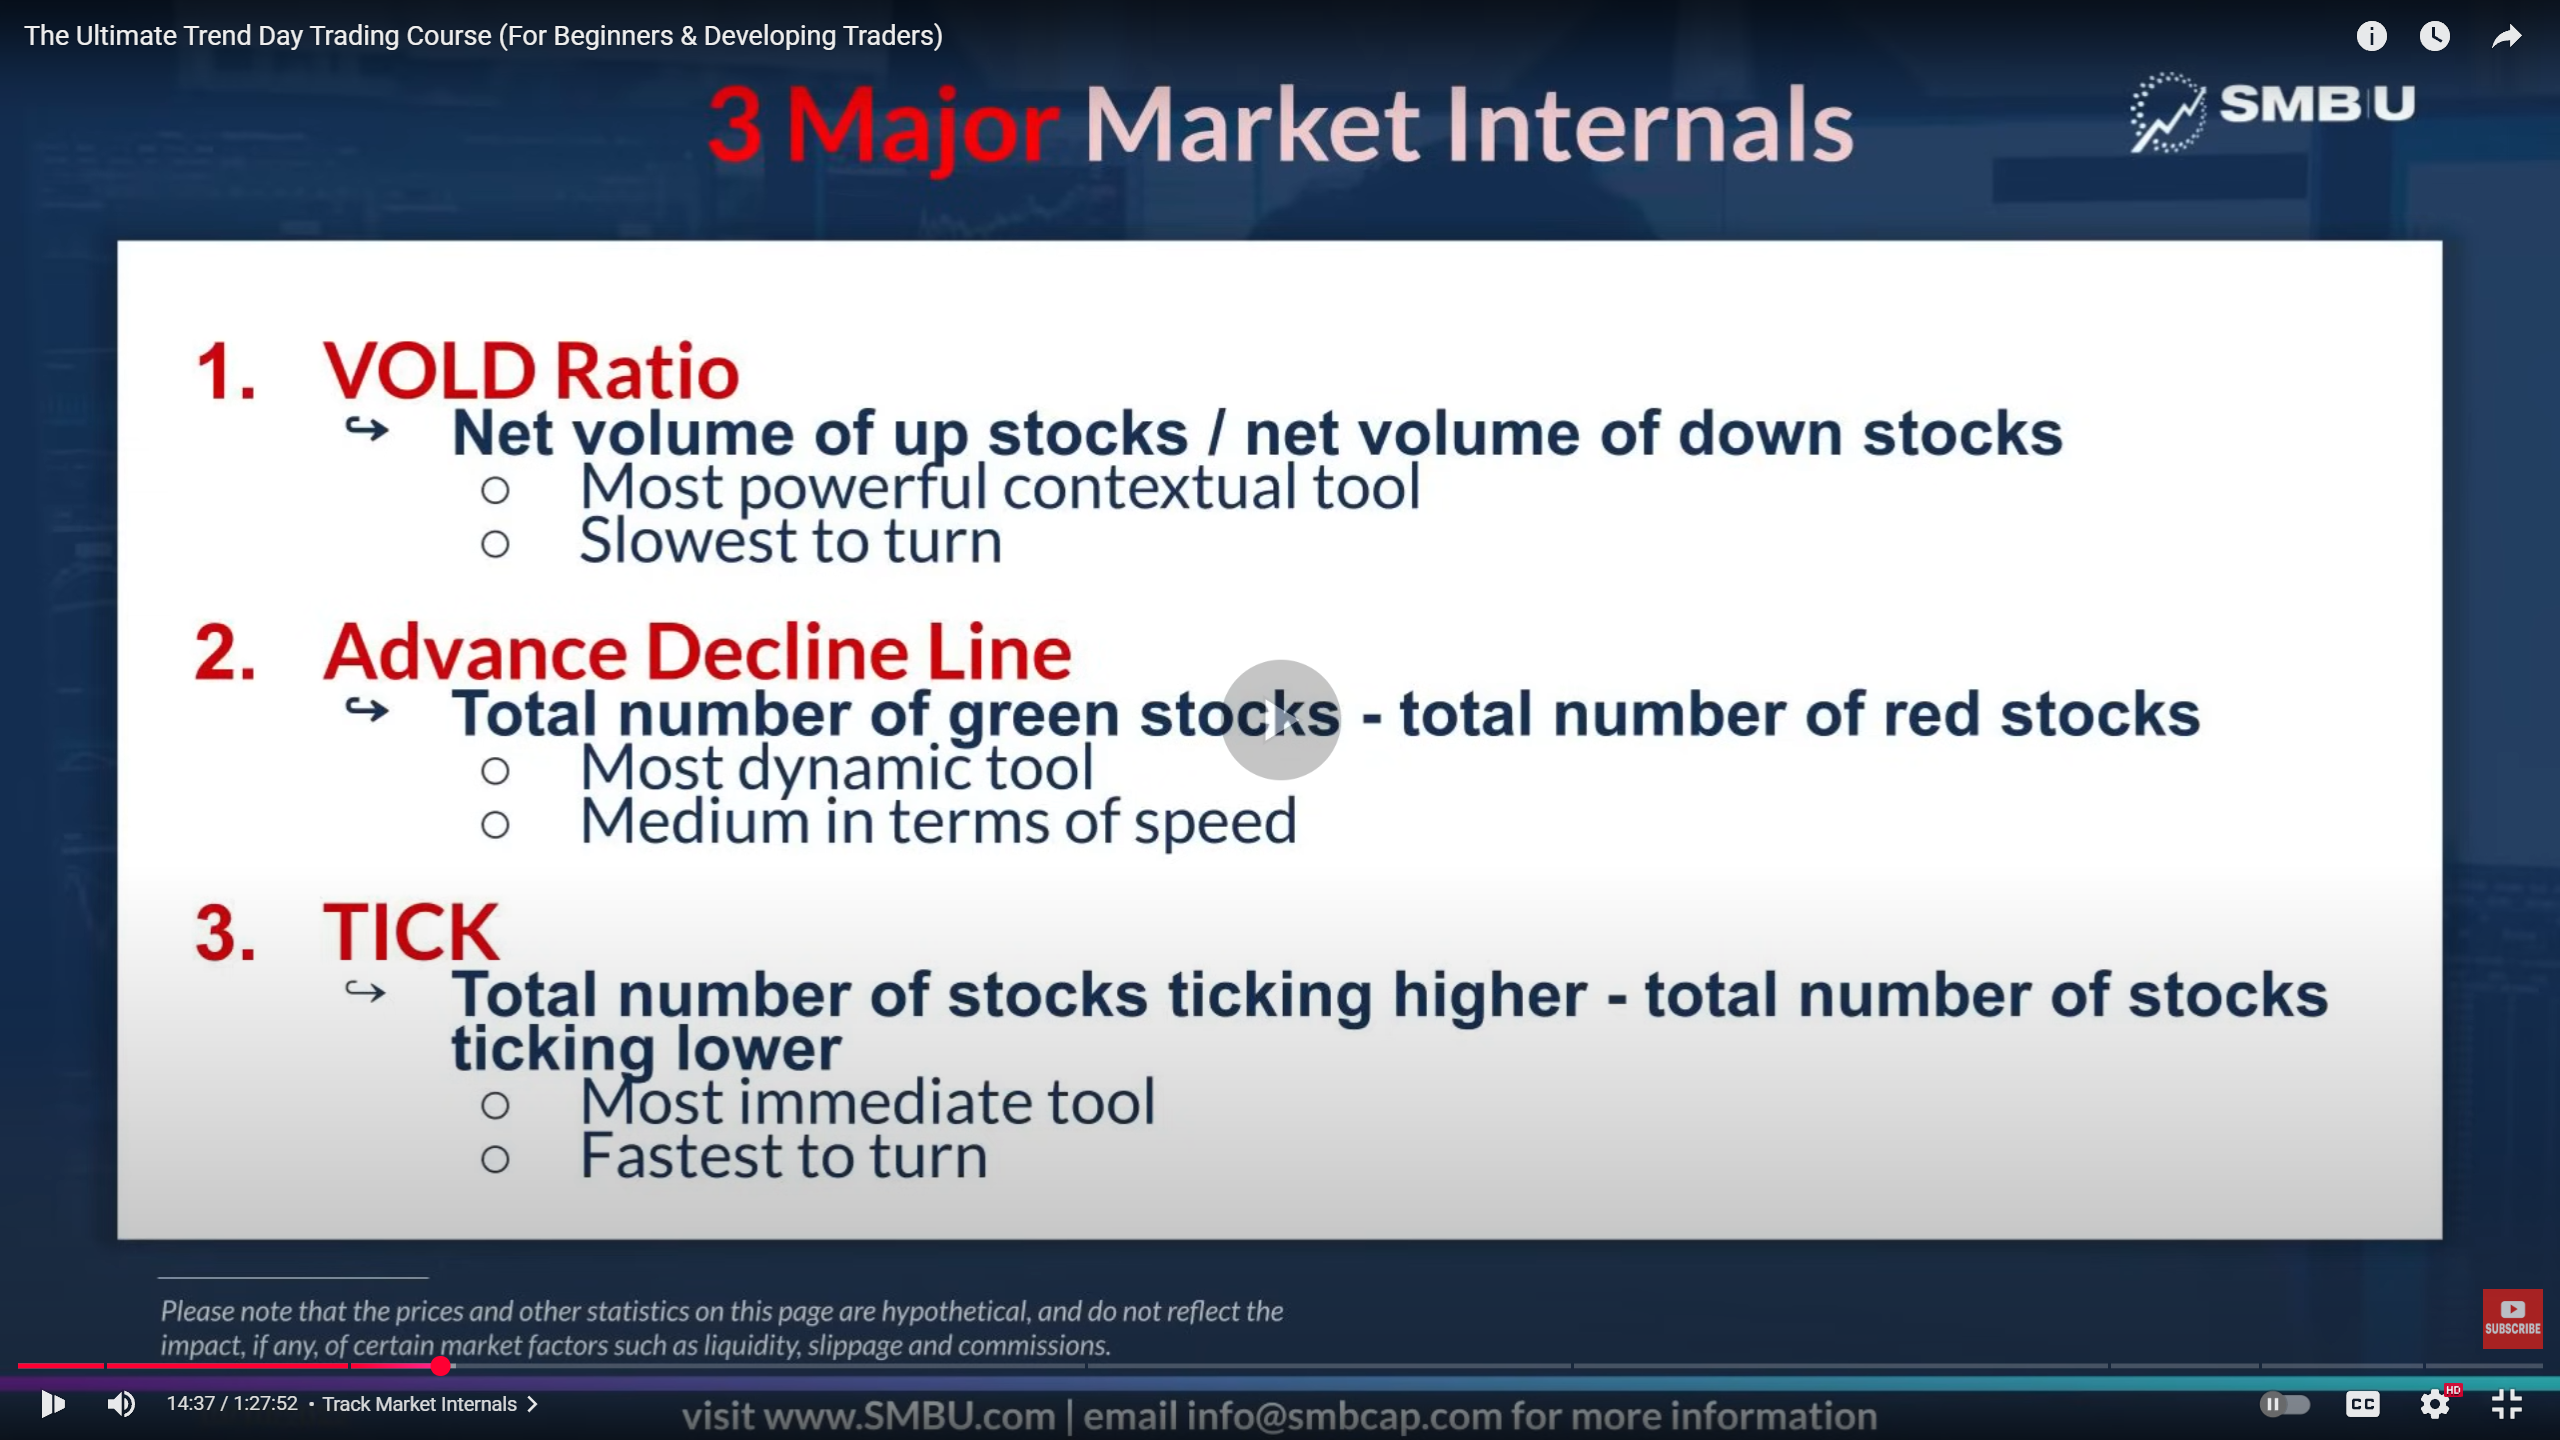 The Ultimate Trend Day Trading Course (For Beginners & Developing Traders)
3 Major Market Internals
SMB|U
1. VOLD Ratio
↪ Net volume of up stocks / net volume of down stocks
○ Most powerful contextual tool
○ Slowest to turn
2. Advance Decline Line
↪ Total number of green stocks - total number of red stocks
○ Most dynamic tool
○ Medium in terms of speed
3. TICK
↪ Total number of stocks ticking higher - total number of stocks
ticking lower
○ Most immediate tool
○ Fastest to turn
Please note that the prices and other statistics on this page are hypothetical, and do not reflect the
impact, if any, of certain market factors such as liquidity, slippage and commissions.
SUBSCRIBE
14:37 / 1:27:52 • Track Market Internals >
CC
HD
visit www.SMBU.com | email info@smbcap.com for more information